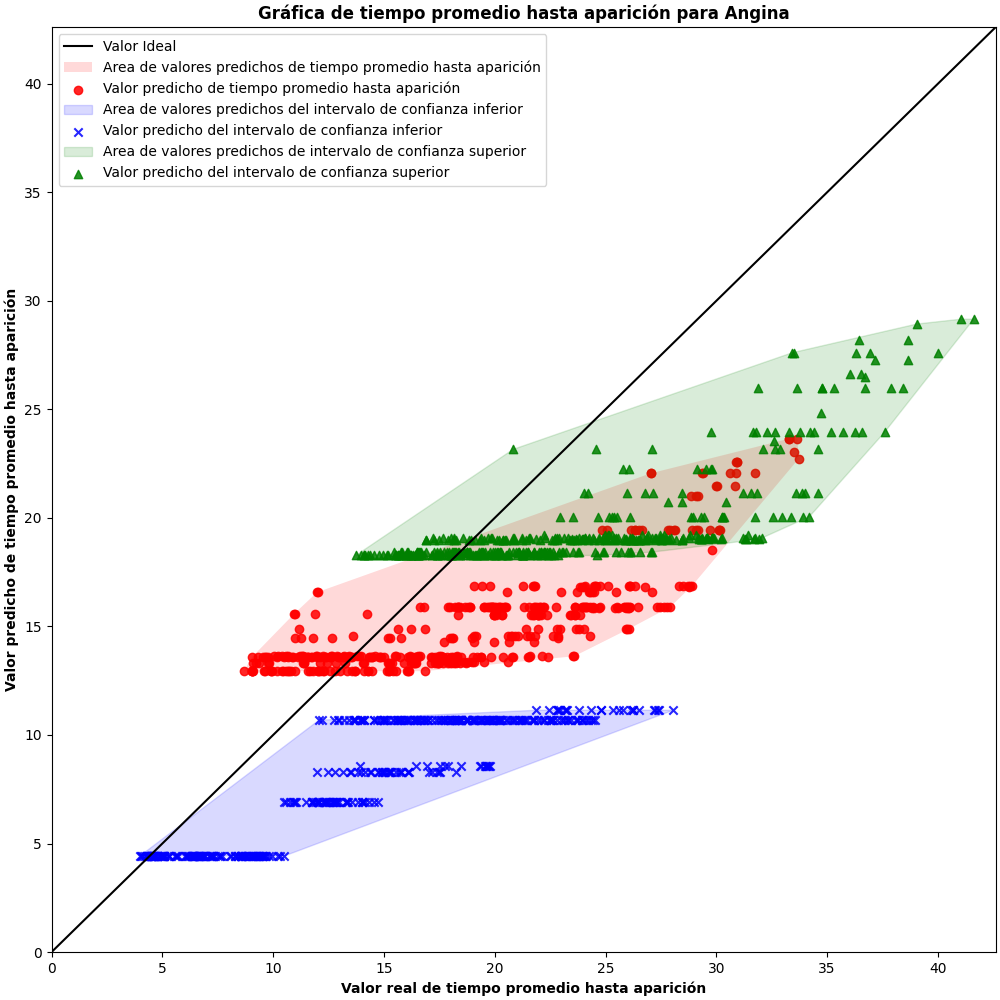 Gráfica de tiempo promedio hasta aparición para Angina
Valor Ideal
Area de valores predichos de tiempo promedio hasta aparición
Valor predicho de tiempo promedio hasta aparición
Area de valores predichos del intervalo de confianza inferior
Valor predicho del intervalo de confianza inferior
Area de valores predichos de intervalo de confianza superior
Valor predicho del intervalo de confianza superior
Valor predicho de tiempo promedio hasta aparición
40
35
30
25
20
15
10
5
0
0 5 10 15 20 25 30 35 40
Valor real de tiempo promedio hasta aparición